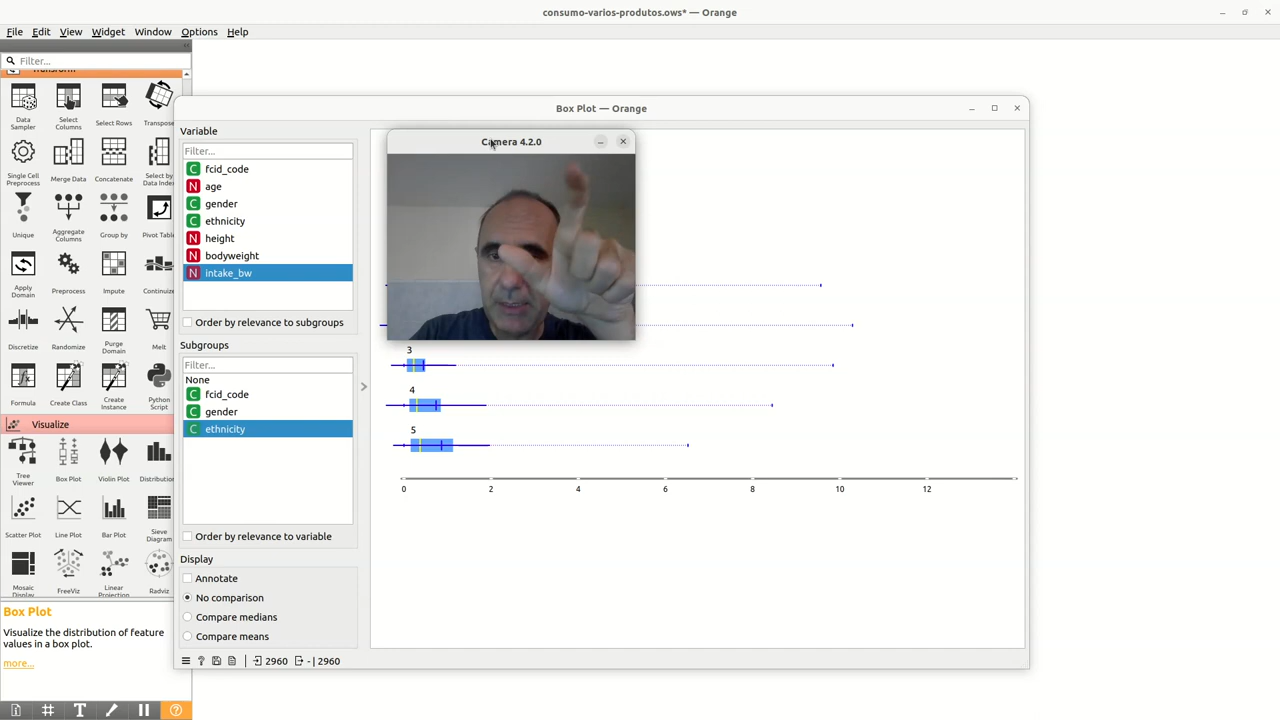 consumo-varios-produtos.ows* — Orange
File Edit View Widget Window Options Help
Filter...
Transform
Data Sampler
Select Columns
Select Rows
Transpose
Single Cell Preprocess
Merge Data
Concatenate
Select by Data Index
Unique
Aggregate Columns
Group by
Pivot Table
Apply Domain
Preprocess
Impute
Continuize
Discretize
Randomize
Purge Domain
Melt
Formula
Create Class
Create Instance
Python Script
Visualize
Tree Viewer
Box Plot
Violin Plot
Distribution
Scatter Plot
Line Plot
Bar Plot
Sieve Diagram
Mosaic Display
FreeViz
Linear Projection
Radviz
Box Plot
Visualize the distribution of feature
values in a box plot.
more...
Box Plot — Orange
Variable
Filter...
C fcid_code
N age
C gender
C ethnicity
N height
N bodyweight
N intake_bw
Order by relevance to subgroups
Subgroups
Filter...
None
C fcid_code
C gender
C ethnicity
Order by relevance to variable
Display
Annotate
No comparison
Compare medians
Compare means
2960 - | 2960
Camera 4.2.0
3
4
5
0 2 4 6 8 10 12